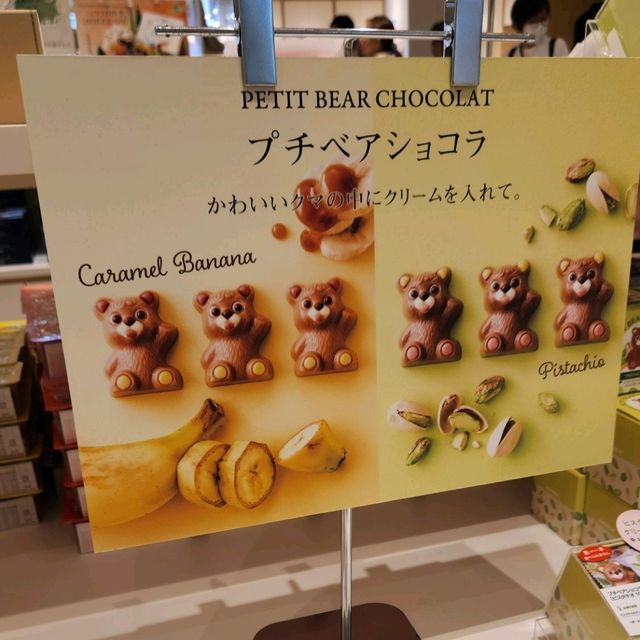 PETIT BEAR CHOCOLAT
プチベアショコラ
かわいいクマの中にクリームを入れて。
Caramel Banana
Pistachio